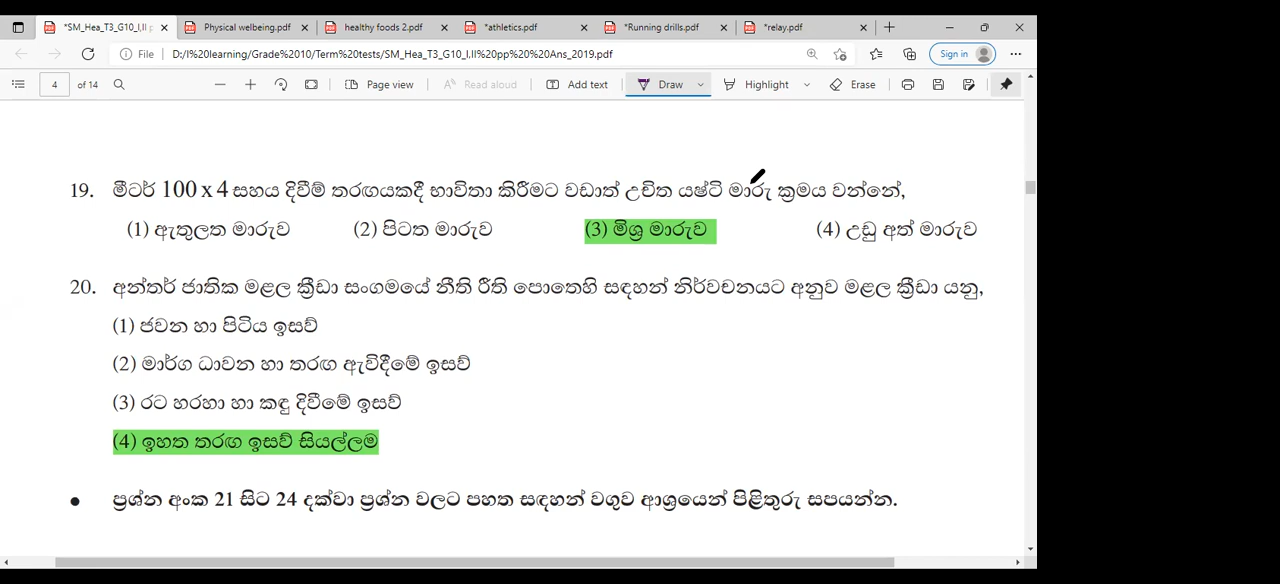 *SM_Hea_T3_G10_I,II p
Physical welbeing.pdf
healthy foods 2.pdf
*athletics.pdf
*Running drills.pdf
*relay.pdf
File
D:/I%20learning/Grade%2010/Term%20tests/SM_Hea_T3_G10_I,II%20pp%20%20Ans_2019.pdf
Sign in
4 of 14
Page view
Read aloud
Add text
Draw
Highlight
Erase
19. මීටර් 100 x 4 සහය දිවීම් තරඟයකදී භාවිතා කිරීමට වඩාත් උචිත යෂ්ටි මාරු ක්‍රමය වන්නේ,
(1) ඇතුලත මාරුව (2) පිටත මාරුව (3) මිශ්‍ර මාරුව (4) උඩු අත් මාරුව
20. අන්තර් ජාතික මළල ක්‍රීඩා සංගමයේ නීති රීති පොතෙහි සඳහන් නිර්වචනයට අනුව මළල ක්‍රීඩා යනු,
(1) ජවන හා පිටිය ඉසව්
(2) මාර්ග ධාවන හා තරඟ ඇවිදීමේ ඉසව්
(3) රට හරහා හා කඳු දිවීමේ ඉසව්
(4) ඉහත තරඟ ඉසව් සියල්ලම
● ප්‍රශ්න අංක 21 සිට 24 දක්වා ප්‍රශ්න වලට පහත සඳහන් වගුව ආශ්‍රයෙන් පිළිතුරු සපයන්න.